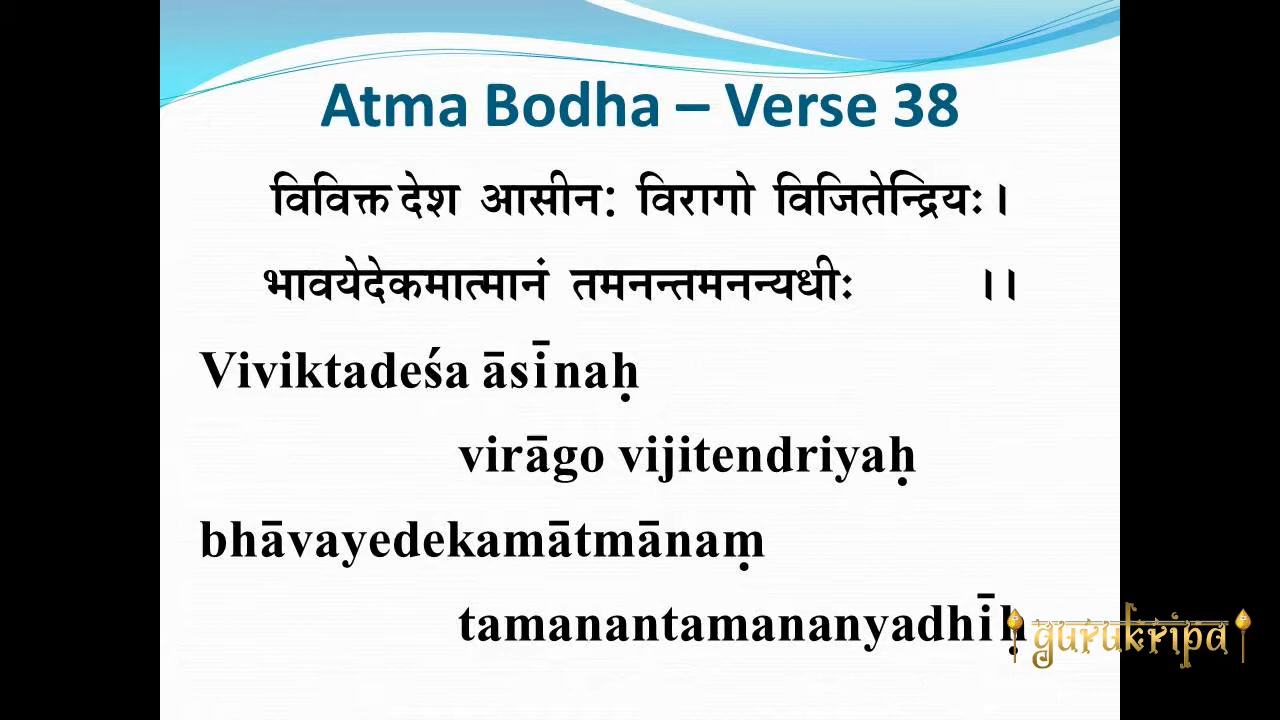 Atma Bodha – Verse 38
विविक्त देश आसीन: विरागो विजितेन्द्रियः।
भावयेदेकमात्मानं तमनन्तमनन्यधीः ।।
Viviktadeśa āsīnaḥ
virāgo vijitendriyaḥ
bhāvayedekamātmānaṃ
tamanantamananyadhīḥ
gurukripa